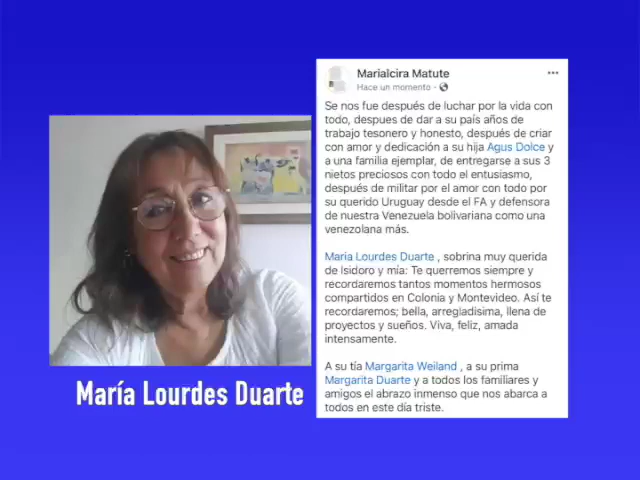 Marialcira Matute
Hace un momento ·
Se nos fue después de luchar por la vida con
todo, despues de dar a su país años de
trabajo tesonero y honesto, después de criar
con amor y dedicación a su hija Agus Dolce y
a una familia ejemplar, de entregarse a sus 3
nietos preciosos con todo el entusiasmo,
después de militar por el amor con todo por
su querido Uruguay desde el FA y defensora
de nuestra Venezuela bolivariana como una
venezolana más.
Maria Lourdes Duarte , sobrina muy querida
de Isidoro y mía: Te querremos siempre y
recordaremos tantos momentos hermosos
compartidos en Colonia y Montevideo. Así te
recordaremos; bella, arregladisima, llena de
proyectos y sueños. Viva, feliz, amada
intensamente.
A su tía Margarita Weiland , a su prima
Margarita Duarte y a todos los familiares y
amigos el abrazo inmenso que nos abarca a
todos en este día triste.
María Lourdes Duarte